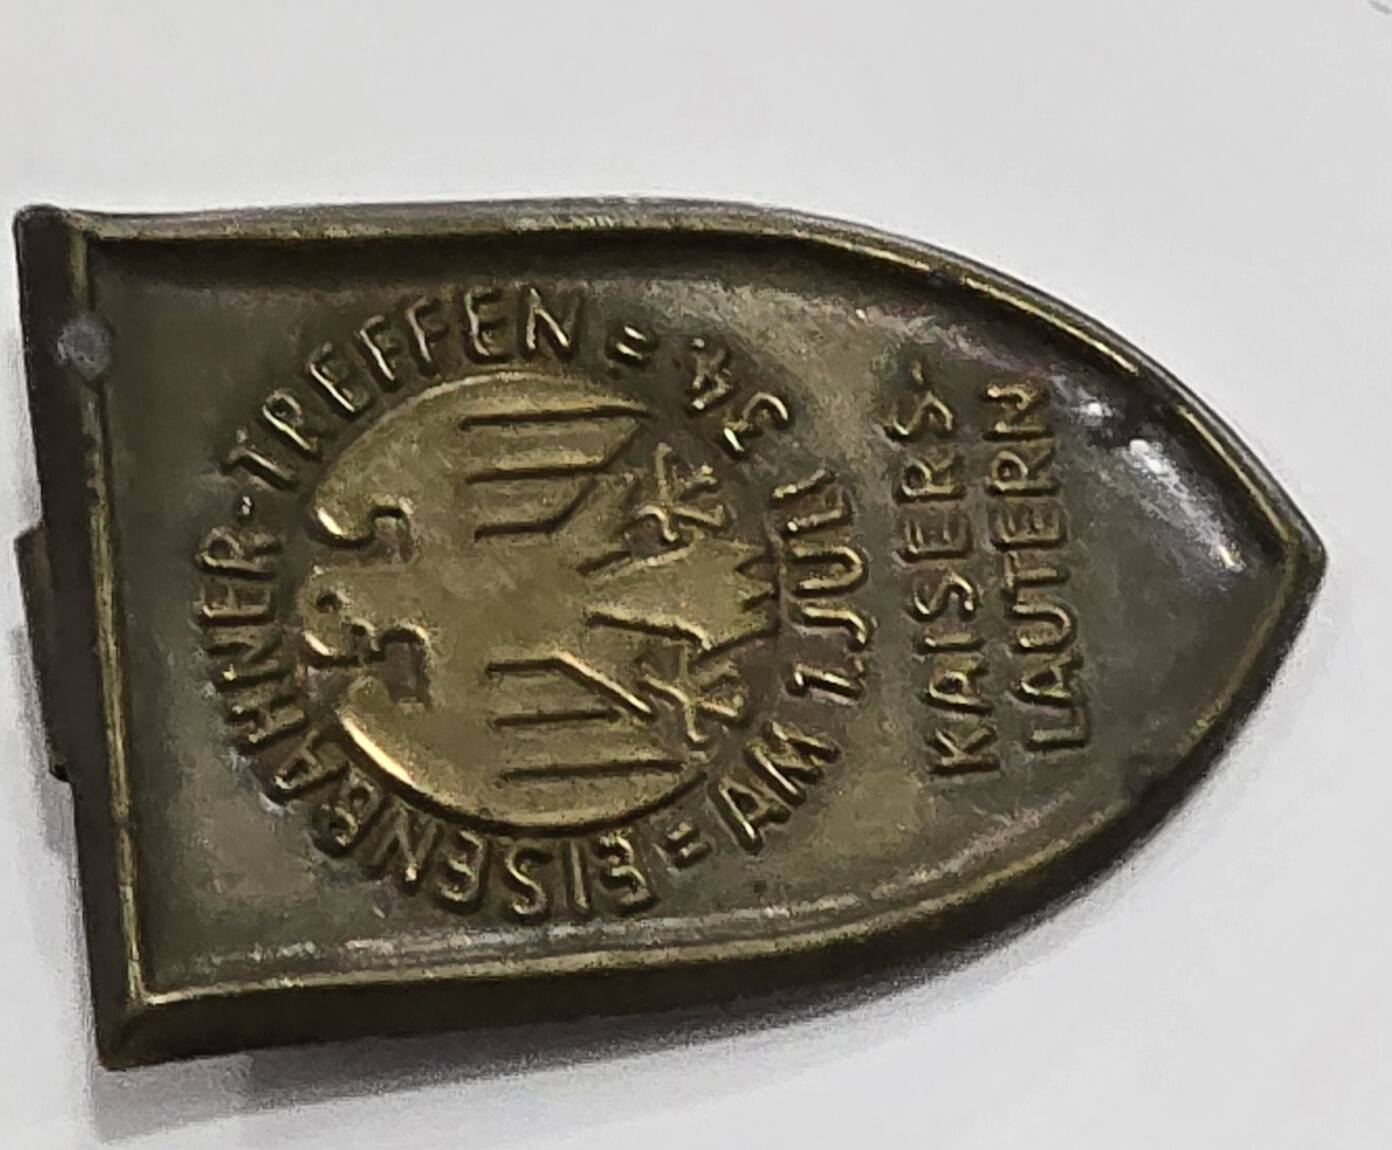 EISENBAHNER-TREFFEN = 34
= AM 1. JULI
KAISERS-
LAUTERN